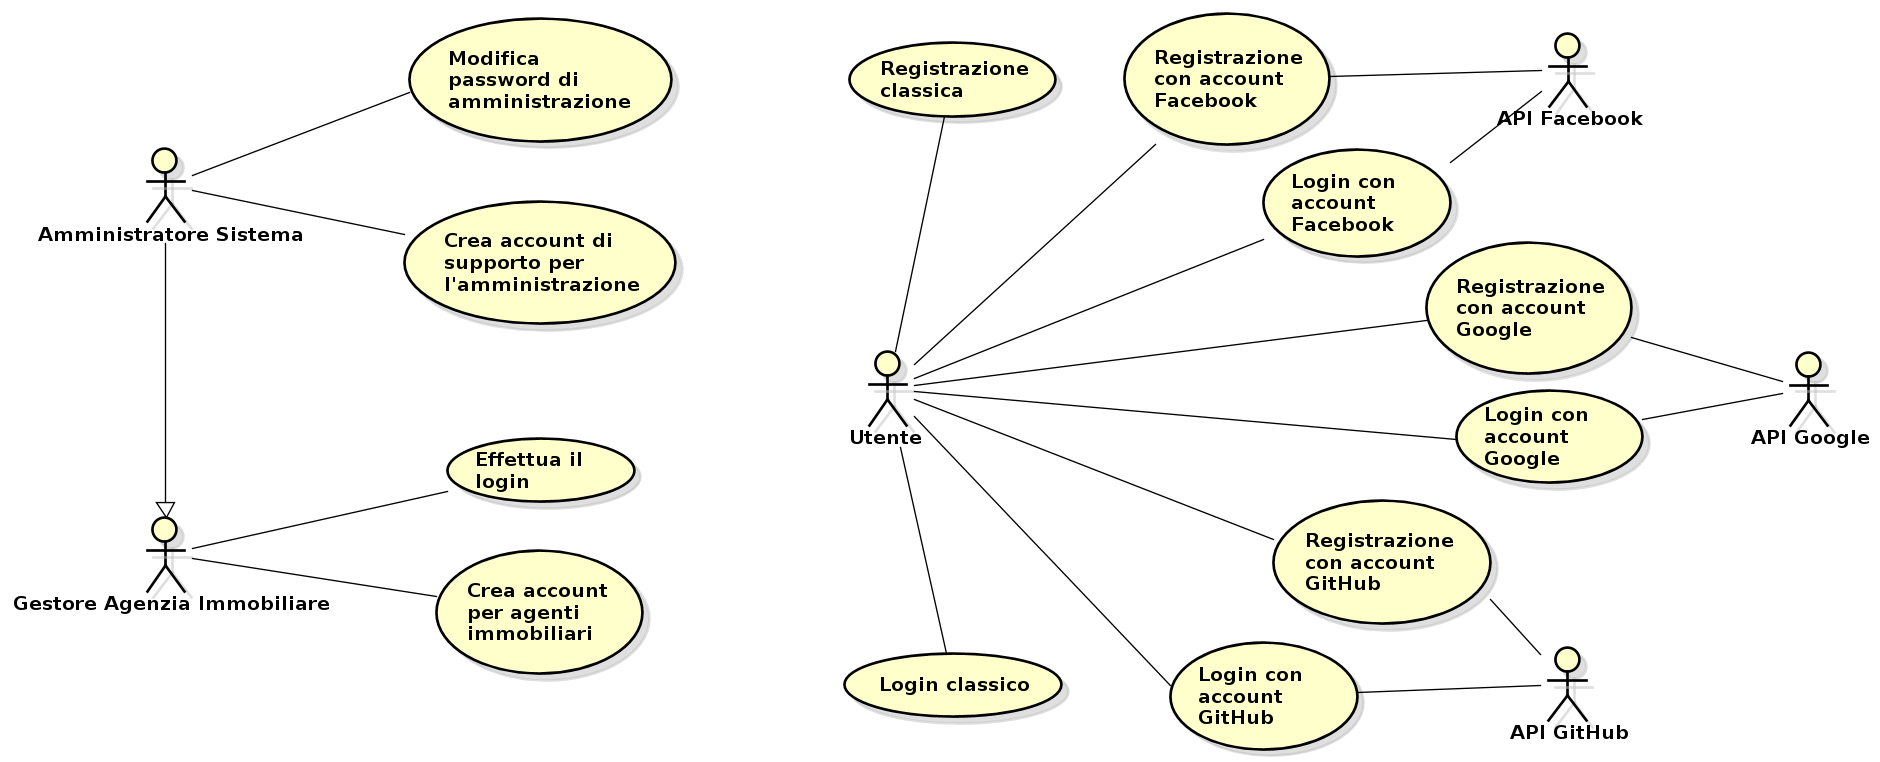 Modifica
password di
amministrazione
Amministratore Sistema
Crea account di
supporto per
l'amministrazione
Effettua il
login
Gestore Agenzia Immobiliare
Crea account
per agenti
immobiliari
Registrazione
classica
Registrazione
con account
Facebook
API Facebook
Login con
account
Facebook
Registrazione
con account
Google
Utente
Login con
account
Google
API Google
Registrazione
con account
GitHub
Login classico
Login con
account
GitHub
API GitHub